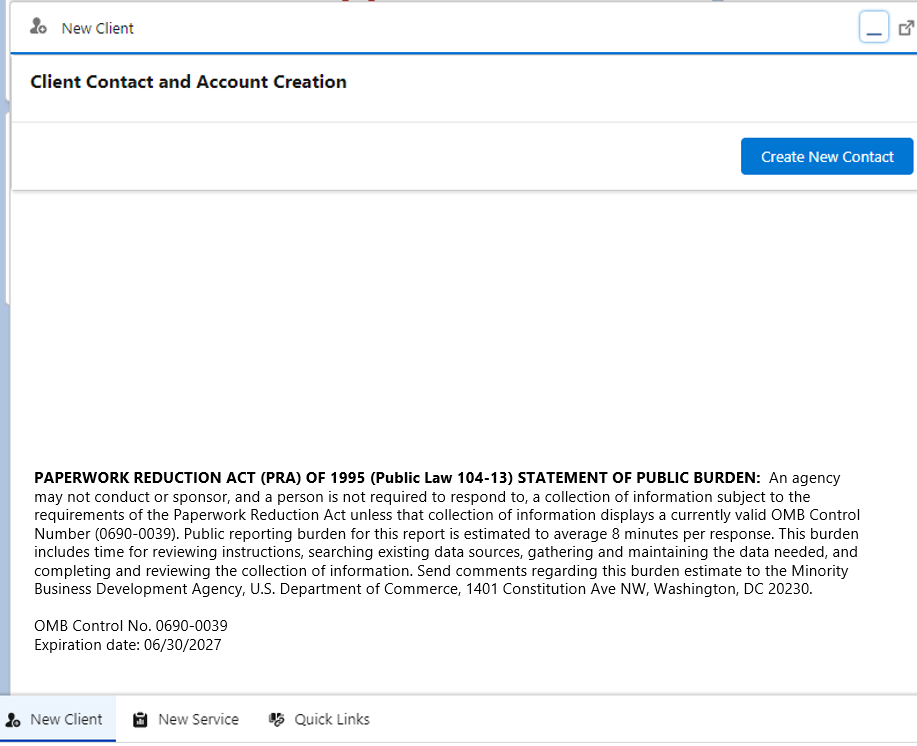 New Client
Client Contact and Account Creation
Create New Contact
PAPERWORK REDUCTION ACT (PRA) OF 1995 (Public Law 104-13) STATEMENT OF PUBLIC BURDEN:  An agency
may not conduct or sponsor, and a person is not required to respond to, a collection of information subject to the
requirements of the Paperwork Reduction Act unless that collection of information displays a currently valid OMB Control
Number (0690-0039). Public reporting burden for this report is estimated to average 8 minutes per response. This burden
includes time for reviewing instructions, searching existing data sources, gathering and maintaining the data needed, and
completing and reviewing the collection of information. Send comments regarding this burden estimate to the Minority
Business Development Agency, U.S. Department of Commerce, 1401 Constitution Ave NW, Washington, DC 20230.
OMB Control No. 0690-0039
Expiration date: 06/30/2027
New Client New Service Quick Links